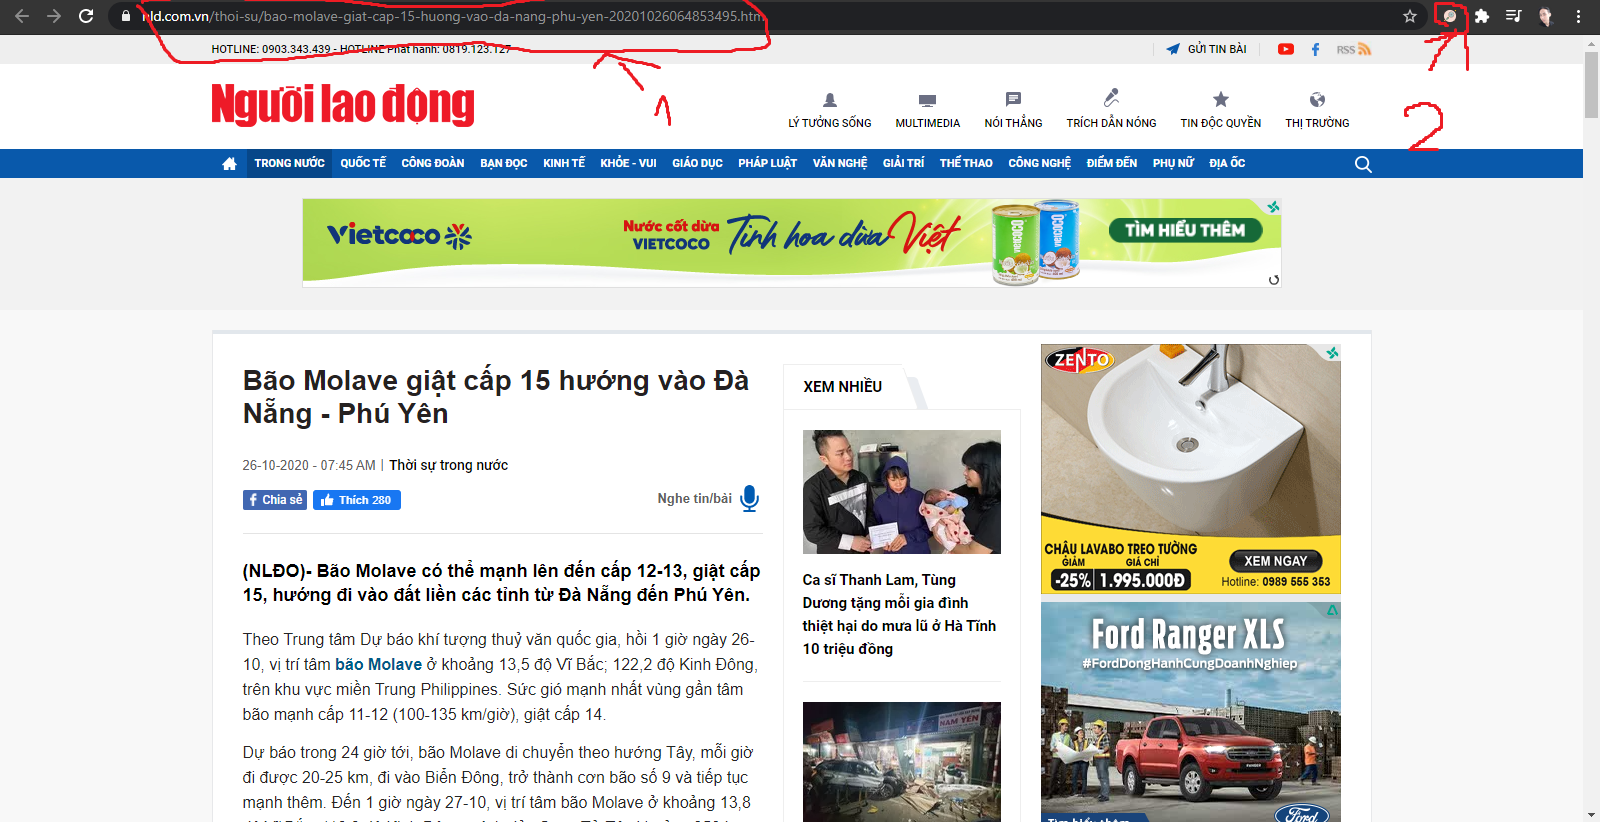 nld.com.vn/thoi-su/bao-molave-giat-cap-15-huong-vao-da-nang-phu-yen-20201026064853495.htm
1
2
HOTLINE: 0903.343.439 - HOTLINE Phát hành: 0819.123.127
GỬI TIN BÀI
RSS
Người lao động
LÝ TƯỞNG SỐNG
MULTIMEDIA
NÓI THẲNG
TRÍCH DẪN NÓNG
TIN ĐỘC QUYỀN
THỊ TRƯỜNG
TRONG NƯỚC QUỐC TẾ CÔNG ĐOÀN BẠN ĐỌC KINH TẾ KHỎE - VUI GIÁO DỤC PHÁP LUẬT VĂN NGHỆ GIẢI TRÍ THỂ THAO CÔNG NGHỆ ĐIỂM ĐẾN PHỤ NỮ ĐỊA ỐC
vietcoco
Nước cốt dừa
VIETCOCO
Tinh hoa dừa Việt
TÌM HIỂU THÊM
Bão Molave giật cấp 15 hướng vào Đà
Nẵng - Phú Yên
26-10-2020 - 07:45 AM | Thời sự trong nước
Chia sẻ
Thích 280
Nghe tin/bài
(NLĐO)- Bão Molave có thể mạnh lên đến cấp 12-13, giật cấp
15, hướng đi vào đất liền các tỉnh từ Đà Nẵng đến Phú Yên.
Theo Trung tâm Dự báo khí tượng thuỷ văn quốc gia, hồi 1 giờ ngày 26-
10, vị trí tâm bão Molave ở khoảng 13,5 độ Vĩ Bắc; 122,2 độ Kinh Đông,
trên khu vực miền Trung Philippines. Sức gió mạnh nhất vùng gần tâm
bão mạnh cấp 11-12 (100-135 km/giờ), giật cấp 14.
Dự báo trong 24 giờ tới, bão Molave di chuyển theo hướng Tây, mỗi giờ
đi được 20-25 km, đi vào Biển Đông, trở thành cơn bão số 9 và tiếp tục
mạnh thêm. Đến 1 giờ ngày 27-10, vị trí tâm bão Molave ở khoảng 13,8
XEM NHIỀU
Ca sĩ Thanh Lam, Tùng
Dương tặng mỗi gia đình
thiệt hại do mưa lũ ở Hà Tĩnh
10 triệu đồng
NAM YÊN
ZENTO
CHẬU LAVABO TREO TƯỜNG
GIẢM
GIÁ CHỈ
-25% 1.995.000Đ
XEM NGAY
Hotline: 0989 555 353
Ford Ranger XLS
#FordDongHanhCungDoanhNghiep
Ford